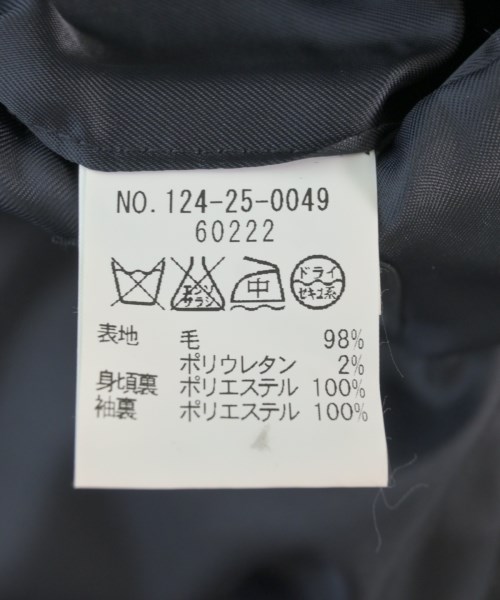 NO. 124-25-0049
60222
エンソサラシ 中 ドライ セキユ系
表地 毛 98%
ポリウレタン 2%
身頃裏 ポリエステル 100%
袖裏 ポリエステル 100%